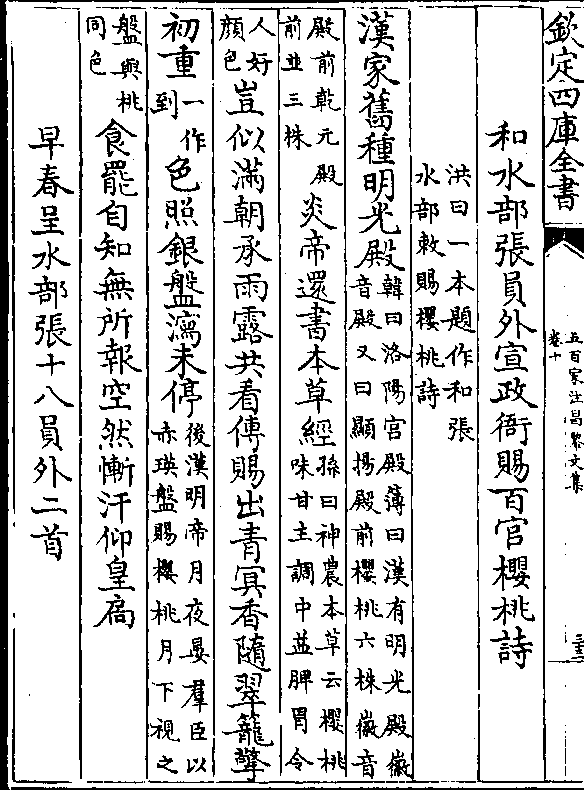 欽定四庫全書
五百家注昌黎文集
卷十
三三
和水部張員外宣政衙賜百官櫻桃詩
洪曰一本題作和張
水部敕賜櫻桃詩
漢家舊種明光殿韓曰洛陽宮殿簿曰漢有明光殿徽
音殿又曰顯揚殿前櫻桃六株徽音
殿前乾元殿
前並三株炎帝還書本草經孫曰神農本草云櫻桃
味甘主調中益脾胃令
人好
顔色豈似滿朝承雨露共看傳賜出青冥香隨翠籠擎
初重一作
到色照銀盤瀉未停後漢明帝月夜晏羣臣以
赤瑛盤賜櫻桃月下視之
盤與桃
同色食罷自知無所報空然慚汗仰皇扃
早春呈水部張十八員外二首